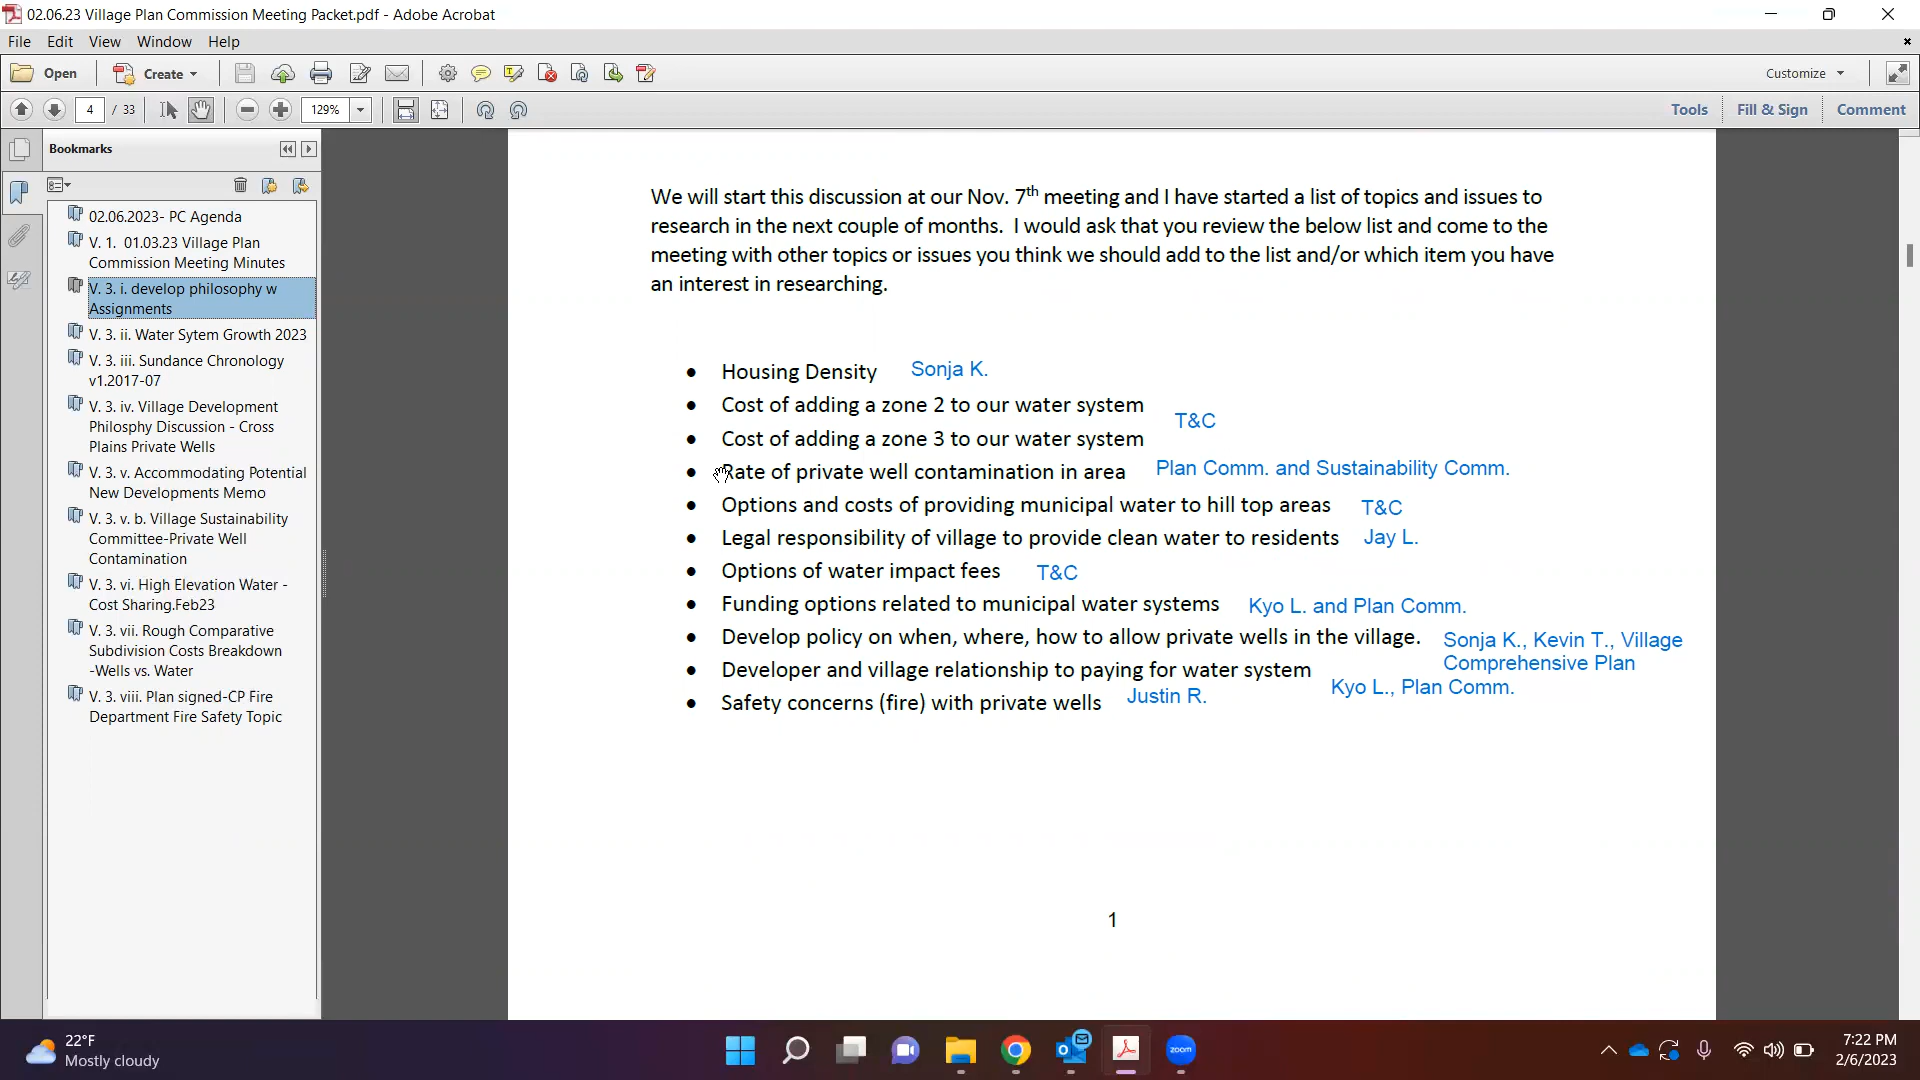 02.06.23 Village Plan Commission Meeting Packet.pdf - Adobe Acrobat
File Edit View Window Help
Open Create Customize
4 / 33 129% Tools Fill & Sign Comment
Bookmarks
02.06.2023- PC Agenda
V. 1. 01.03.23 Village Plan
Commission Meeting Minutes
V. 3. i. develop philosophy w
Assignments
V. 3. ii. Water Sytem Growth 2023
V. 3. iii. Sundance Chronology
v1.2017-07
V. 3. iv. Village Development
Philosphy Discussion - Cross
Plains Private Wells
V. 3. v. Accommodating Potential
New Developments Memo
V. 3. v. b. Village Sustainability
Committee-Private Well
Contamination
V. 3. vi. High Elevation Water -
Cost Sharing.Feb23
V. 3. vii. Rough Comparative
Subdivision Costs Breakdown
-Wells vs. Water
V. 3. viii. Plan signed-CP Fire
Department Fire Safety Topic
We will start this discussion at our Nov. 7th meeting and I have started a list of topics and issues to
research in the next couple of months. I would ask that you review the below list and come to the
meeting with other topics or issues you think we should add to the list and/or which item you have
an interest in researching.
• Housing Density Sonja K.
• Cost of adding a zone 2 to our water system
T&C
• Cost of adding a zone 3 to our water system
• Rate of private well contamination in area Plan Comm. and Sustainability Comm.
• Options and costs of providing municipal water to hill top areas T&C
• Legal responsibility of village to provide clean water to residents Jay L.
• Options of water impact fees T&C
• Funding options related to municipal water systems Kyo L. and Plan Comm.
• Develop policy on when, where, how to allow private wells in the village. Sonja K., Kevin T., Village
Comprehensive Plan
• Developer and village relationship to paying for water system Kyo L., Plan Comm.
• Safety concerns (fire) with private wells Justin R.
1
22°F
Mostly cloudy
zoom
7:22 PM
2/6/2023